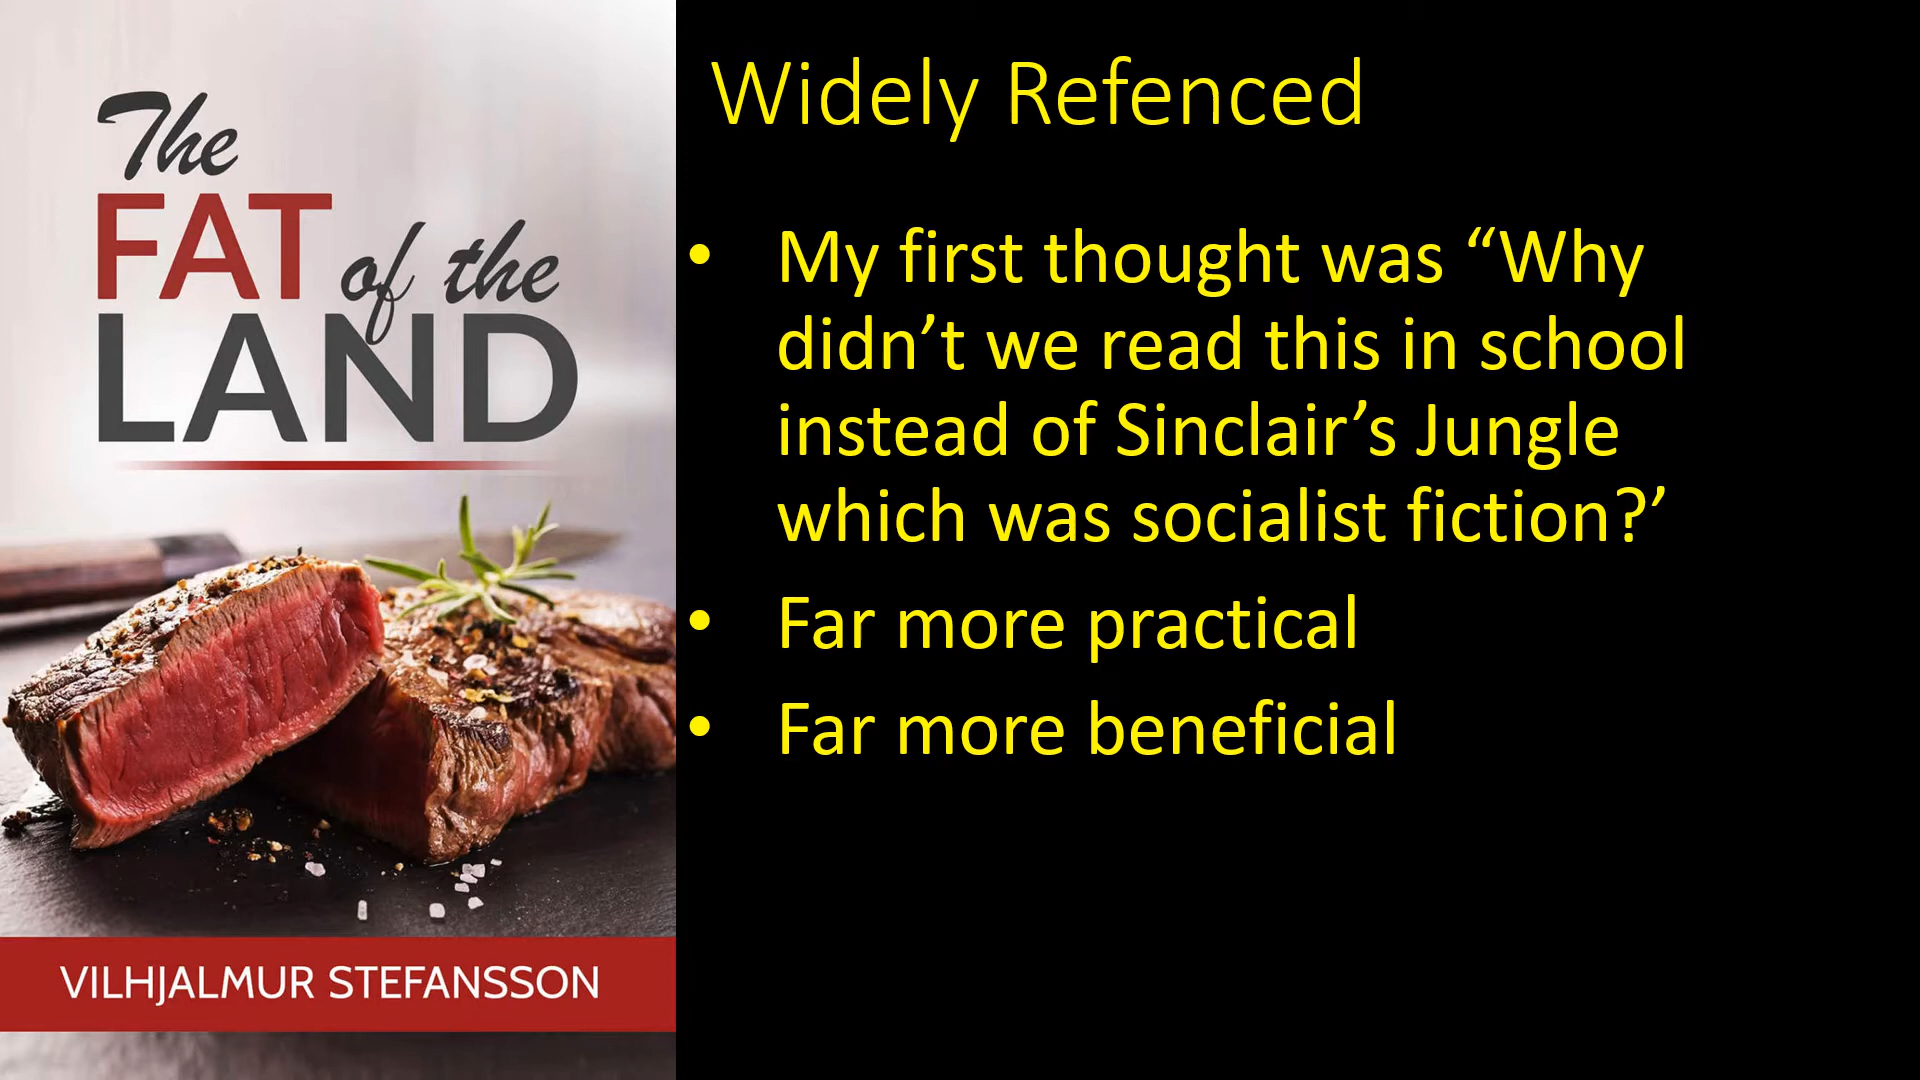 The
FAT of the
LAND
VILHJALMUR STEFANSSON
Widely Refenced
• My first thought was “Why
didn’t we read this in school
instead of Sinclair’s Jungle
which was socialist fiction?’
• Far more practical
• Far more beneficial